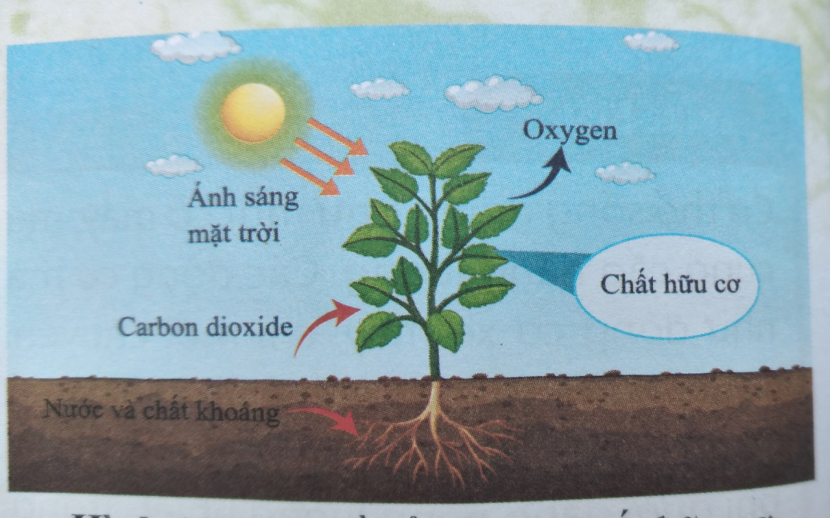 Oxygen
Ánh sáng
mặt trời
Chất hữu cơ
Carbon dioxide
Nước và chất khoáng